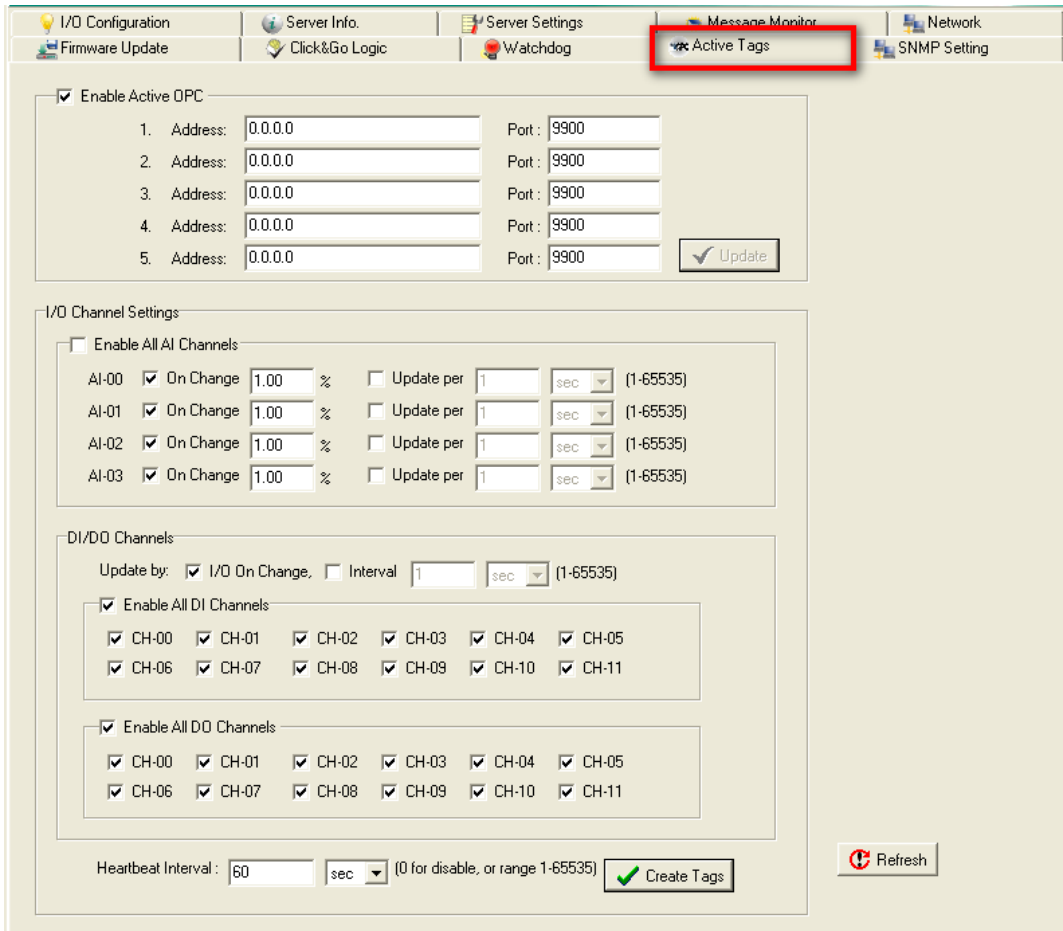 I/O Configuration Server Info. Server Settings Message Monitor Network
Firmware Update Click&Go Logic Watchdog Active Tags SNMP Setting
Enable Active OPC
1. Address: 0.0.0.0 Port : 9900
2. Address: 0.0.0.0 Port : 9900
3. Address: 0.0.0.0 Port : 9900
4. Address: 0.0.0.0 Port : 9900
5. Address: 0.0.0.0 Port : 9900 Update
I/O Channel Settings
Enable All AI Channels
AI-00 On Change 1.00 % Update per 1 sec (1-65535)
AI-01 On Change 1.00 % Update per 1 sec (1-65535)
AI-02 On Change 1.00 % Update per 1 sec (1-65535)
AI-03 On Change 1.00 % Update per 1 sec (1-65535)
DI/DO Channels
Update by: I/O On Change, Interval 1 sec (1-65535)
Enable All DI Channels
CH-00 CH-01 CH-02 CH-03 CH-04 CH-05
CH-06 CH-07 CH-08 CH-09 CH-10 CH-11
Enable All DO Channels
CH-00 CH-01 CH-02 CH-03 CH-04 CH-05
CH-06 CH-07 CH-08 CH-09 CH-10 CH-11
Heartbeat Interval : 60 sec (0 for disable, or range 1-65535) Create Tags
Refresh